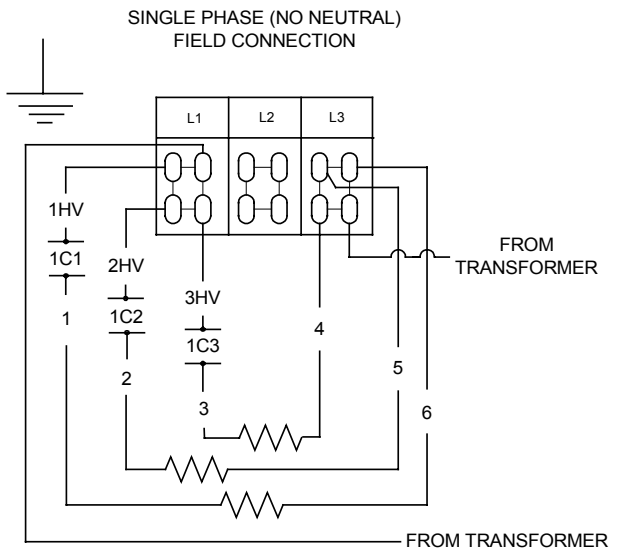 SINGLE PHASE (NO NEUTRAL)
FIELD CONNECTION
L1
L2
L3
1HV
1C1
1
2HV
1C2
2
3HV
1C3
3
4
5
6
FROM
TRANSFORMER
FROM TRANSFORMER